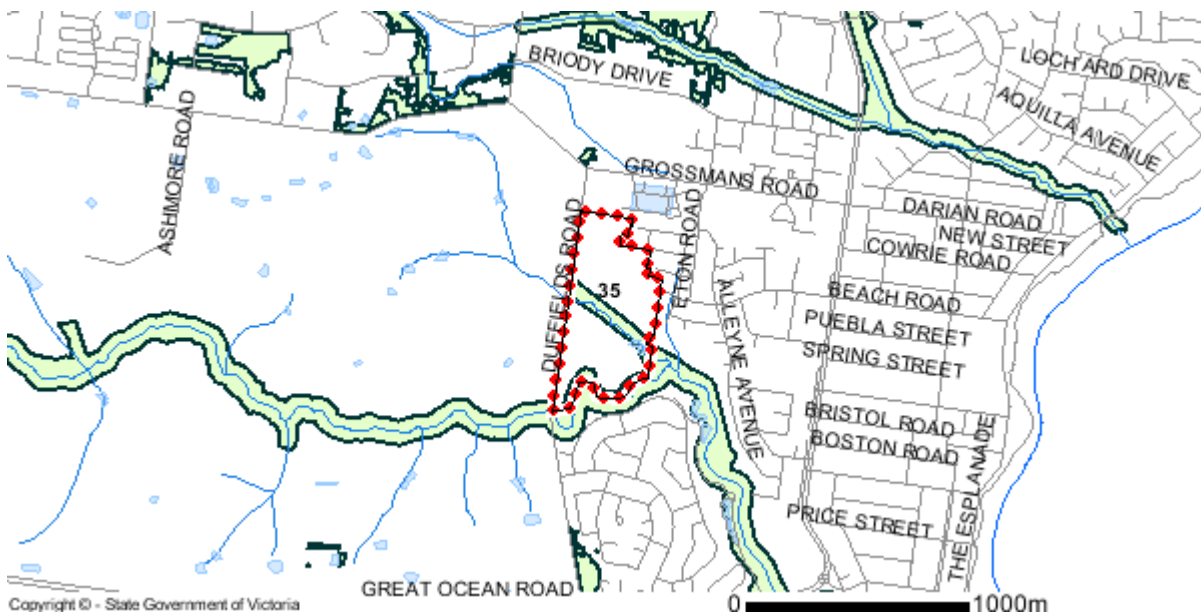 LOCH ARD DRIVE
BRIODY DRIVE
AQUILLA AVENUE
ASHMORE ROAD
GROSSMANS ROAD
DARIAN ROAD
NEW STREET
COWRIE ROAD
DUFFIELDS ROAD
ETON ROAD
35
ALLEYNE AVENUE
BEACH ROAD
PUEBLA STREET
SPRING STREET
BRISTOL ROAD
BOSTON ROAD
THE ESPLANADE
PRICE STREET
GREAT OCEAN ROAD
Copyright © - State Government of Victoria
0 1000m